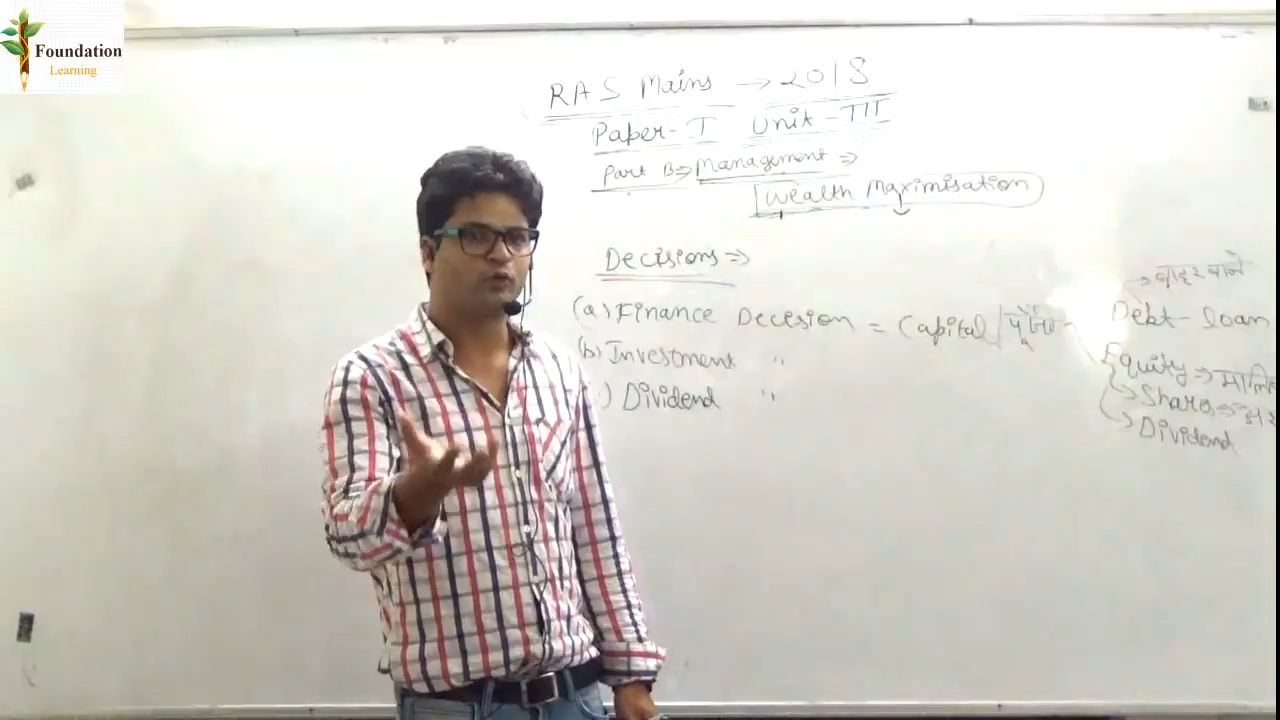 Foundation
Learning
RAS Mains → 2018
Paper-I Unit-III
Part B ⇒ Management ⇒
Wealth Maximisation
Decisions ⇒
(a) Finance Decision = Capital |
(b) Investment "
) Dividend "
→ बाहर वाले
Debt - loan
Equity →
→ Share →
→ Dividend